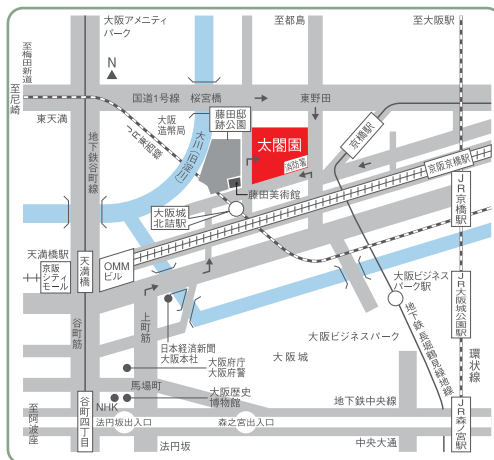 至梅田新道
大阪アメニティ
パーク
至都島
至大阪駅
N
至尼崎
国道1号線
桜宮橋
東野田
東天満
大阪
造幣局
藤田邸
跡公園
太閤園
消防署
京橋駅
京阪京橋駅
地下鉄谷町線
JR東西線
大川(旧淀川)
藤田美術館
大阪城
北詰駅
JR京橋駅
天満橋駅
京阪
シティ
モール
天満橋
OMM
ビル
大阪ビジネス
パーク駅
JR大阪城公園駅
谷町筋
上町筋
日本経済新聞
大阪本社
大阪ビジネスパーク
大阪城
地下鉄長堀鶴見緑地線
環状線
大阪府庁
大阪府警
馬場町
大阪歴史
博物館
NHK
地下鉄中央線
至阿波座
谷町四丁目
法円坂出入口
森之宮出入口
JR森ノ宮駅
法円坂
中央大通